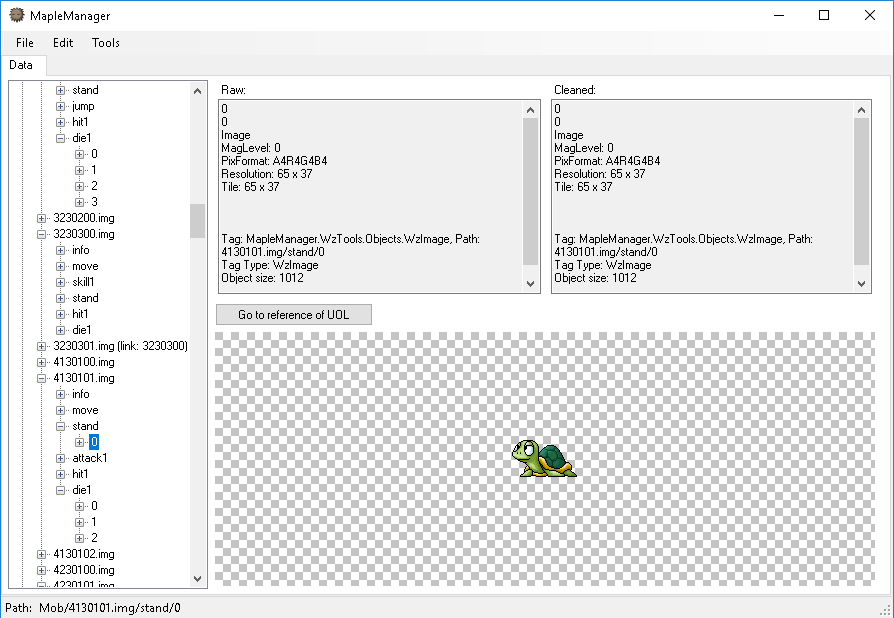 MapleManager
File Edit Tools
Data
stand
jump
hit1
die1
0
1
2
3
3230200.img
3230300.img
info
move
skill1
stand
hit1
die1
3230301.img (link: 3230300)
4130100.img
4130101.img
info
move
stand
0
attack1
hit1
die1
0
1
2
4130102.img
4230100.img
4230101.img
Raw:
0
0
Image
MagLevel: 0
PixFormat: A4R4G4B4
Resolution: 65 x 37
Tile: 65 x 37
Tag: MapleManager.WzTools.Objects.WzImage, Path:
4130101.img/stand/0
Tag Type: WzImage
Object size: 1012
Cleaned:
0
0
Image
MagLevel: 0
PixFormat: A4R4G4B4
Resolution: 65 x 37
Tile: 65 x 37
Tag: MapleManager.WzTools.Objects.WzImage, Path:
4130101.img/stand/0
Tag Type: WzImage
Object size: 1012
Go to reference of UOL
Path: Mob/4130101.img/stand/0